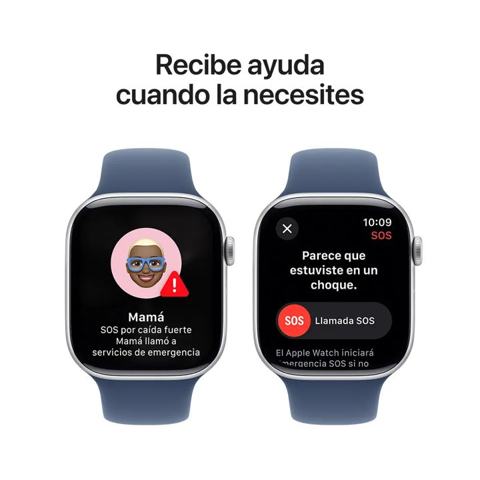 Recibe ayuda
cuando la necesites
Mamá
SOS por caída fuerte
Mamá llamó a
servicios de emergencia
10:09
SOS
Parece que
estuviste en un
choque.
SOS
Llamada SOS
El Apple Watch iniciará
emergencia SOS si no